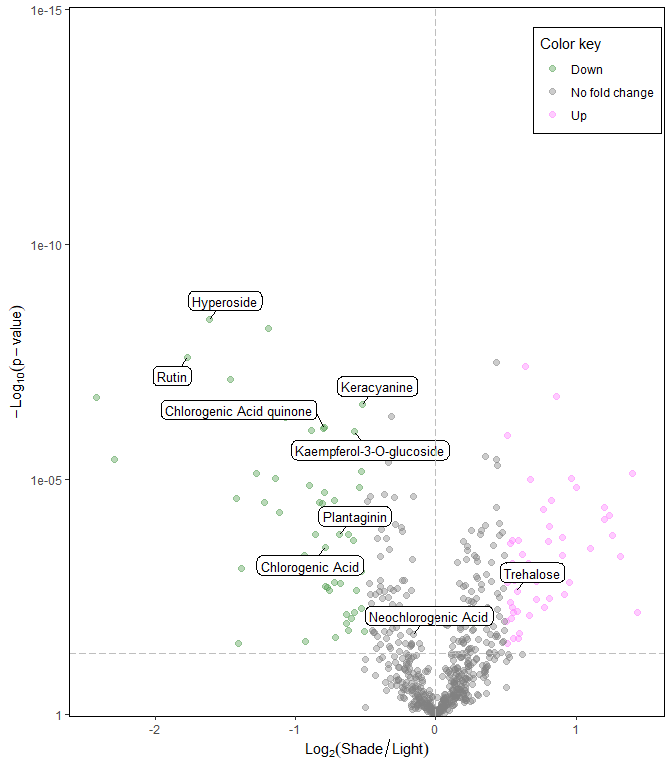 1e-15
Color key
Down
No fold change
Up
1e-10
Hyperoside
−Log10(p−value)
Rutin
Keracyanine
Chlorogenic Acid quinone
Kaempferol-3-O-glucoside
1e-05
Plantaginin
Chlorogenic Acid
Trehalose
Neochlorogenic Acid
1
-2
-1
0
1
Log2(Shade/Light)